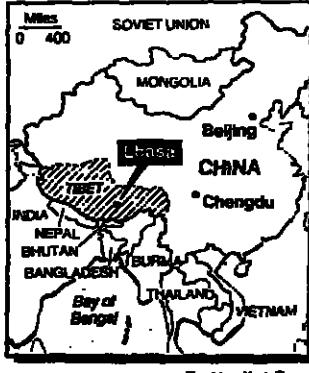 Miles
0 400
SOVIET UNION
MONGOLIA
Beijing
Lhasa
CHINA
TIBET
Chengdu
INDIA
NEPAL
BHUTAN
BANGLADESH
BURMA
Bay of
Bengal
THAILAND
VIETNAM